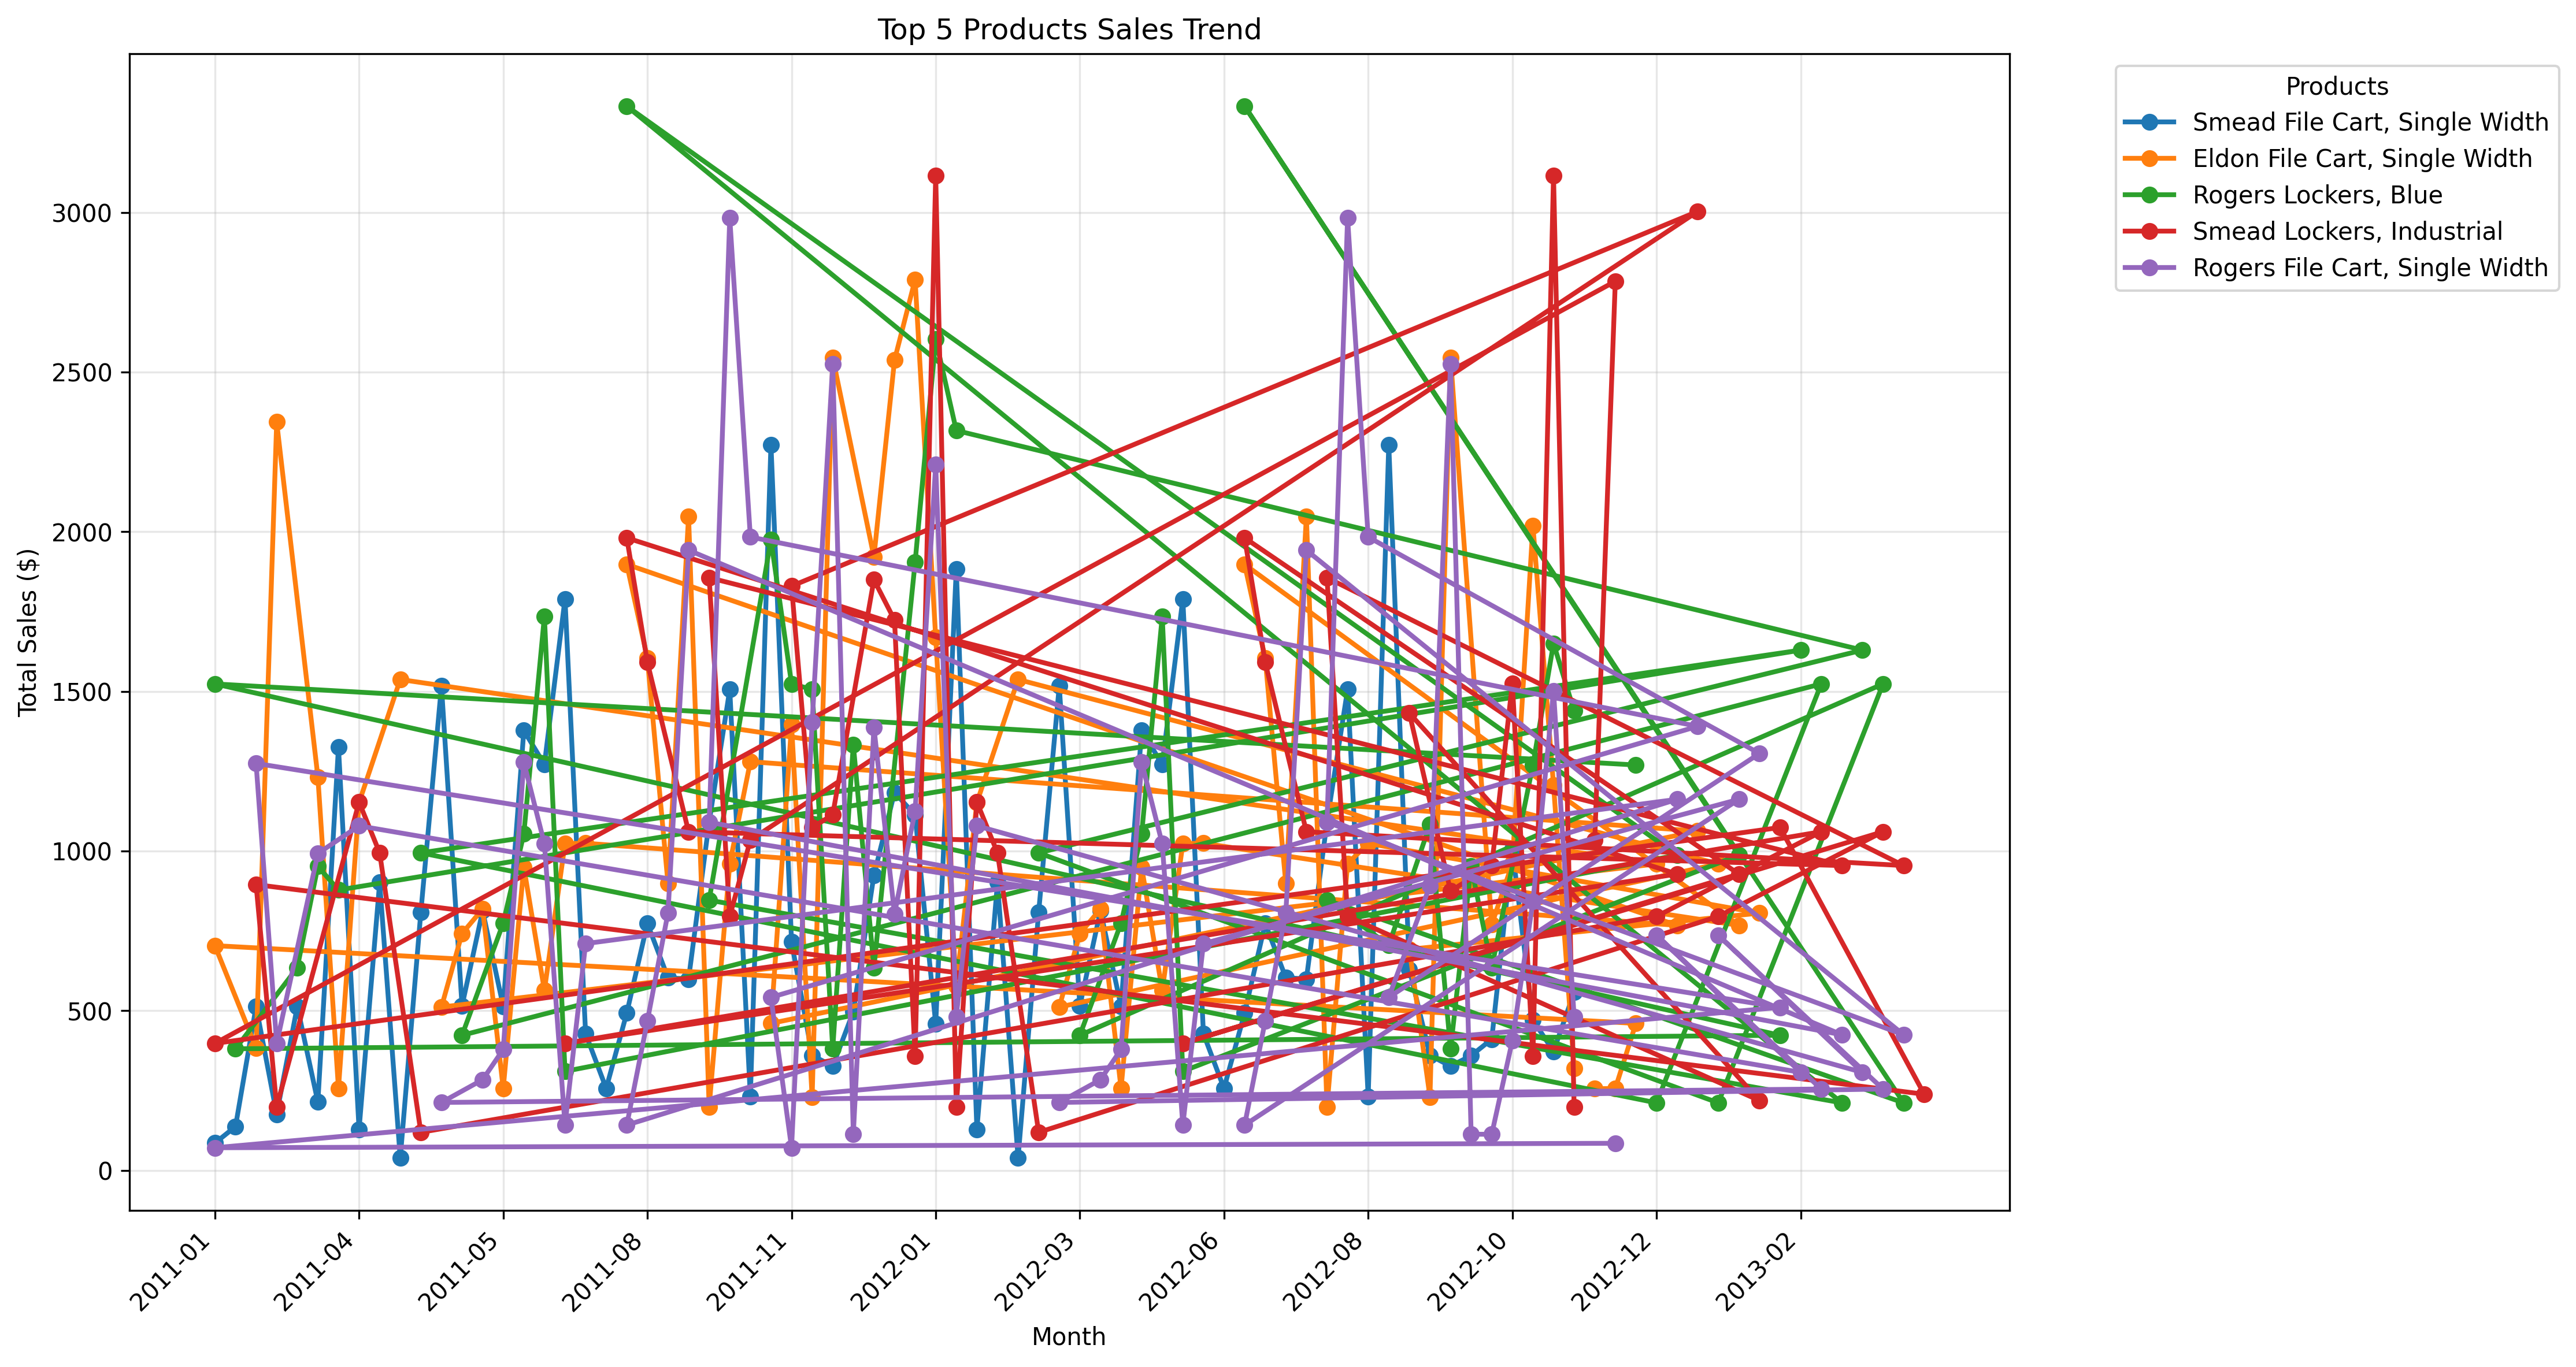 Top 5 Products Sales Trend
Products
Smead File Cart, Single Width
Eldon File Cart, Single Width
Rogers Lockers, Blue
Smead Lockers, Industrial
Rogers File Cart, Single Width
Total Sales ($)
3000
2500
2000
1500
1000
500
0
2011-01
2011-04
2011-05
2011-08
2011-11
2012-01
2012-03
2012-06
2012-08
2012-10
2012-12
2013-02
Month